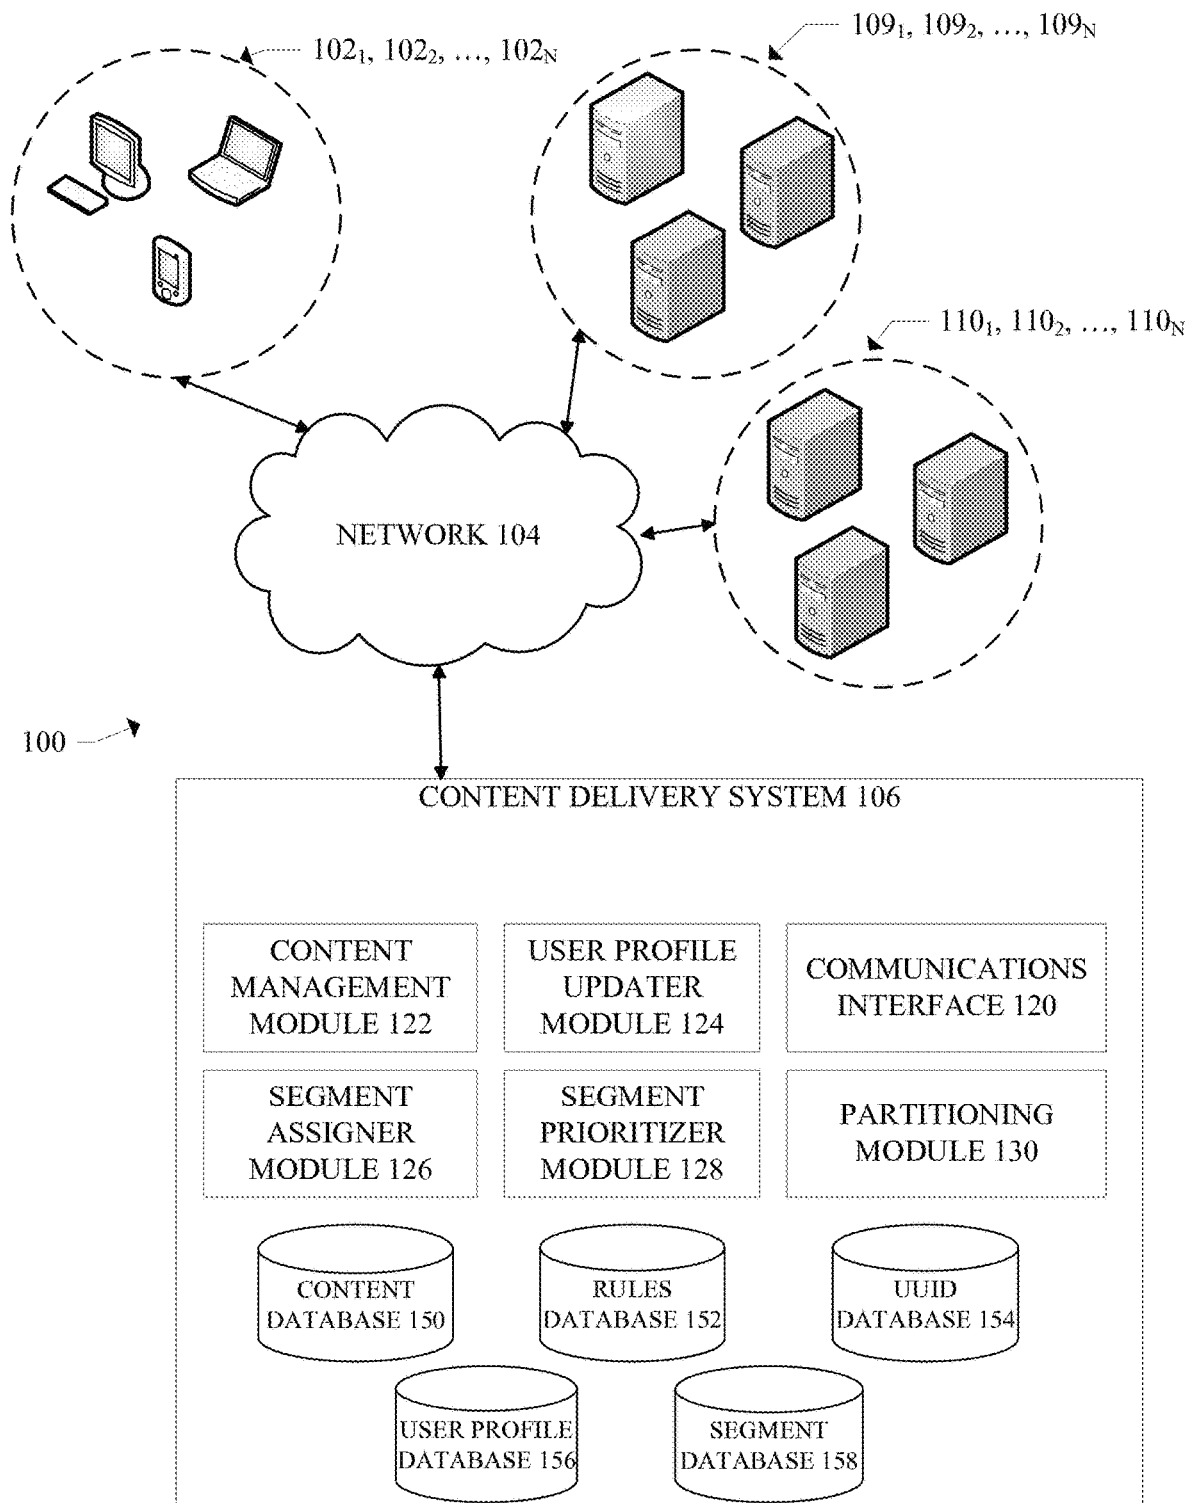 102₁, 102₂, …, 102N
109₁, 109₂, …, 109N
110₁, 110₂, …, 110N
NETWORK 104
100
CONTENT DELIVERY SYSTEM 106
CONTENT
MANAGEMENT
MODULE 122
USER PROFILE
UPDATER
MODULE 124
COMMUNICATIONS
INTERFACE 120
SEGMENT
ASSIGNER
MODULE 126
SEGMENT
PRIORITIZER
MODULE 128
PARTITIONING
MODULE 130
CONTENT
DATABASE 150
RULES
DATABASE 152
UUID
DATABASE 154
USER PROFILE
DATABASE 156
SEGMENT
DATABASE 158